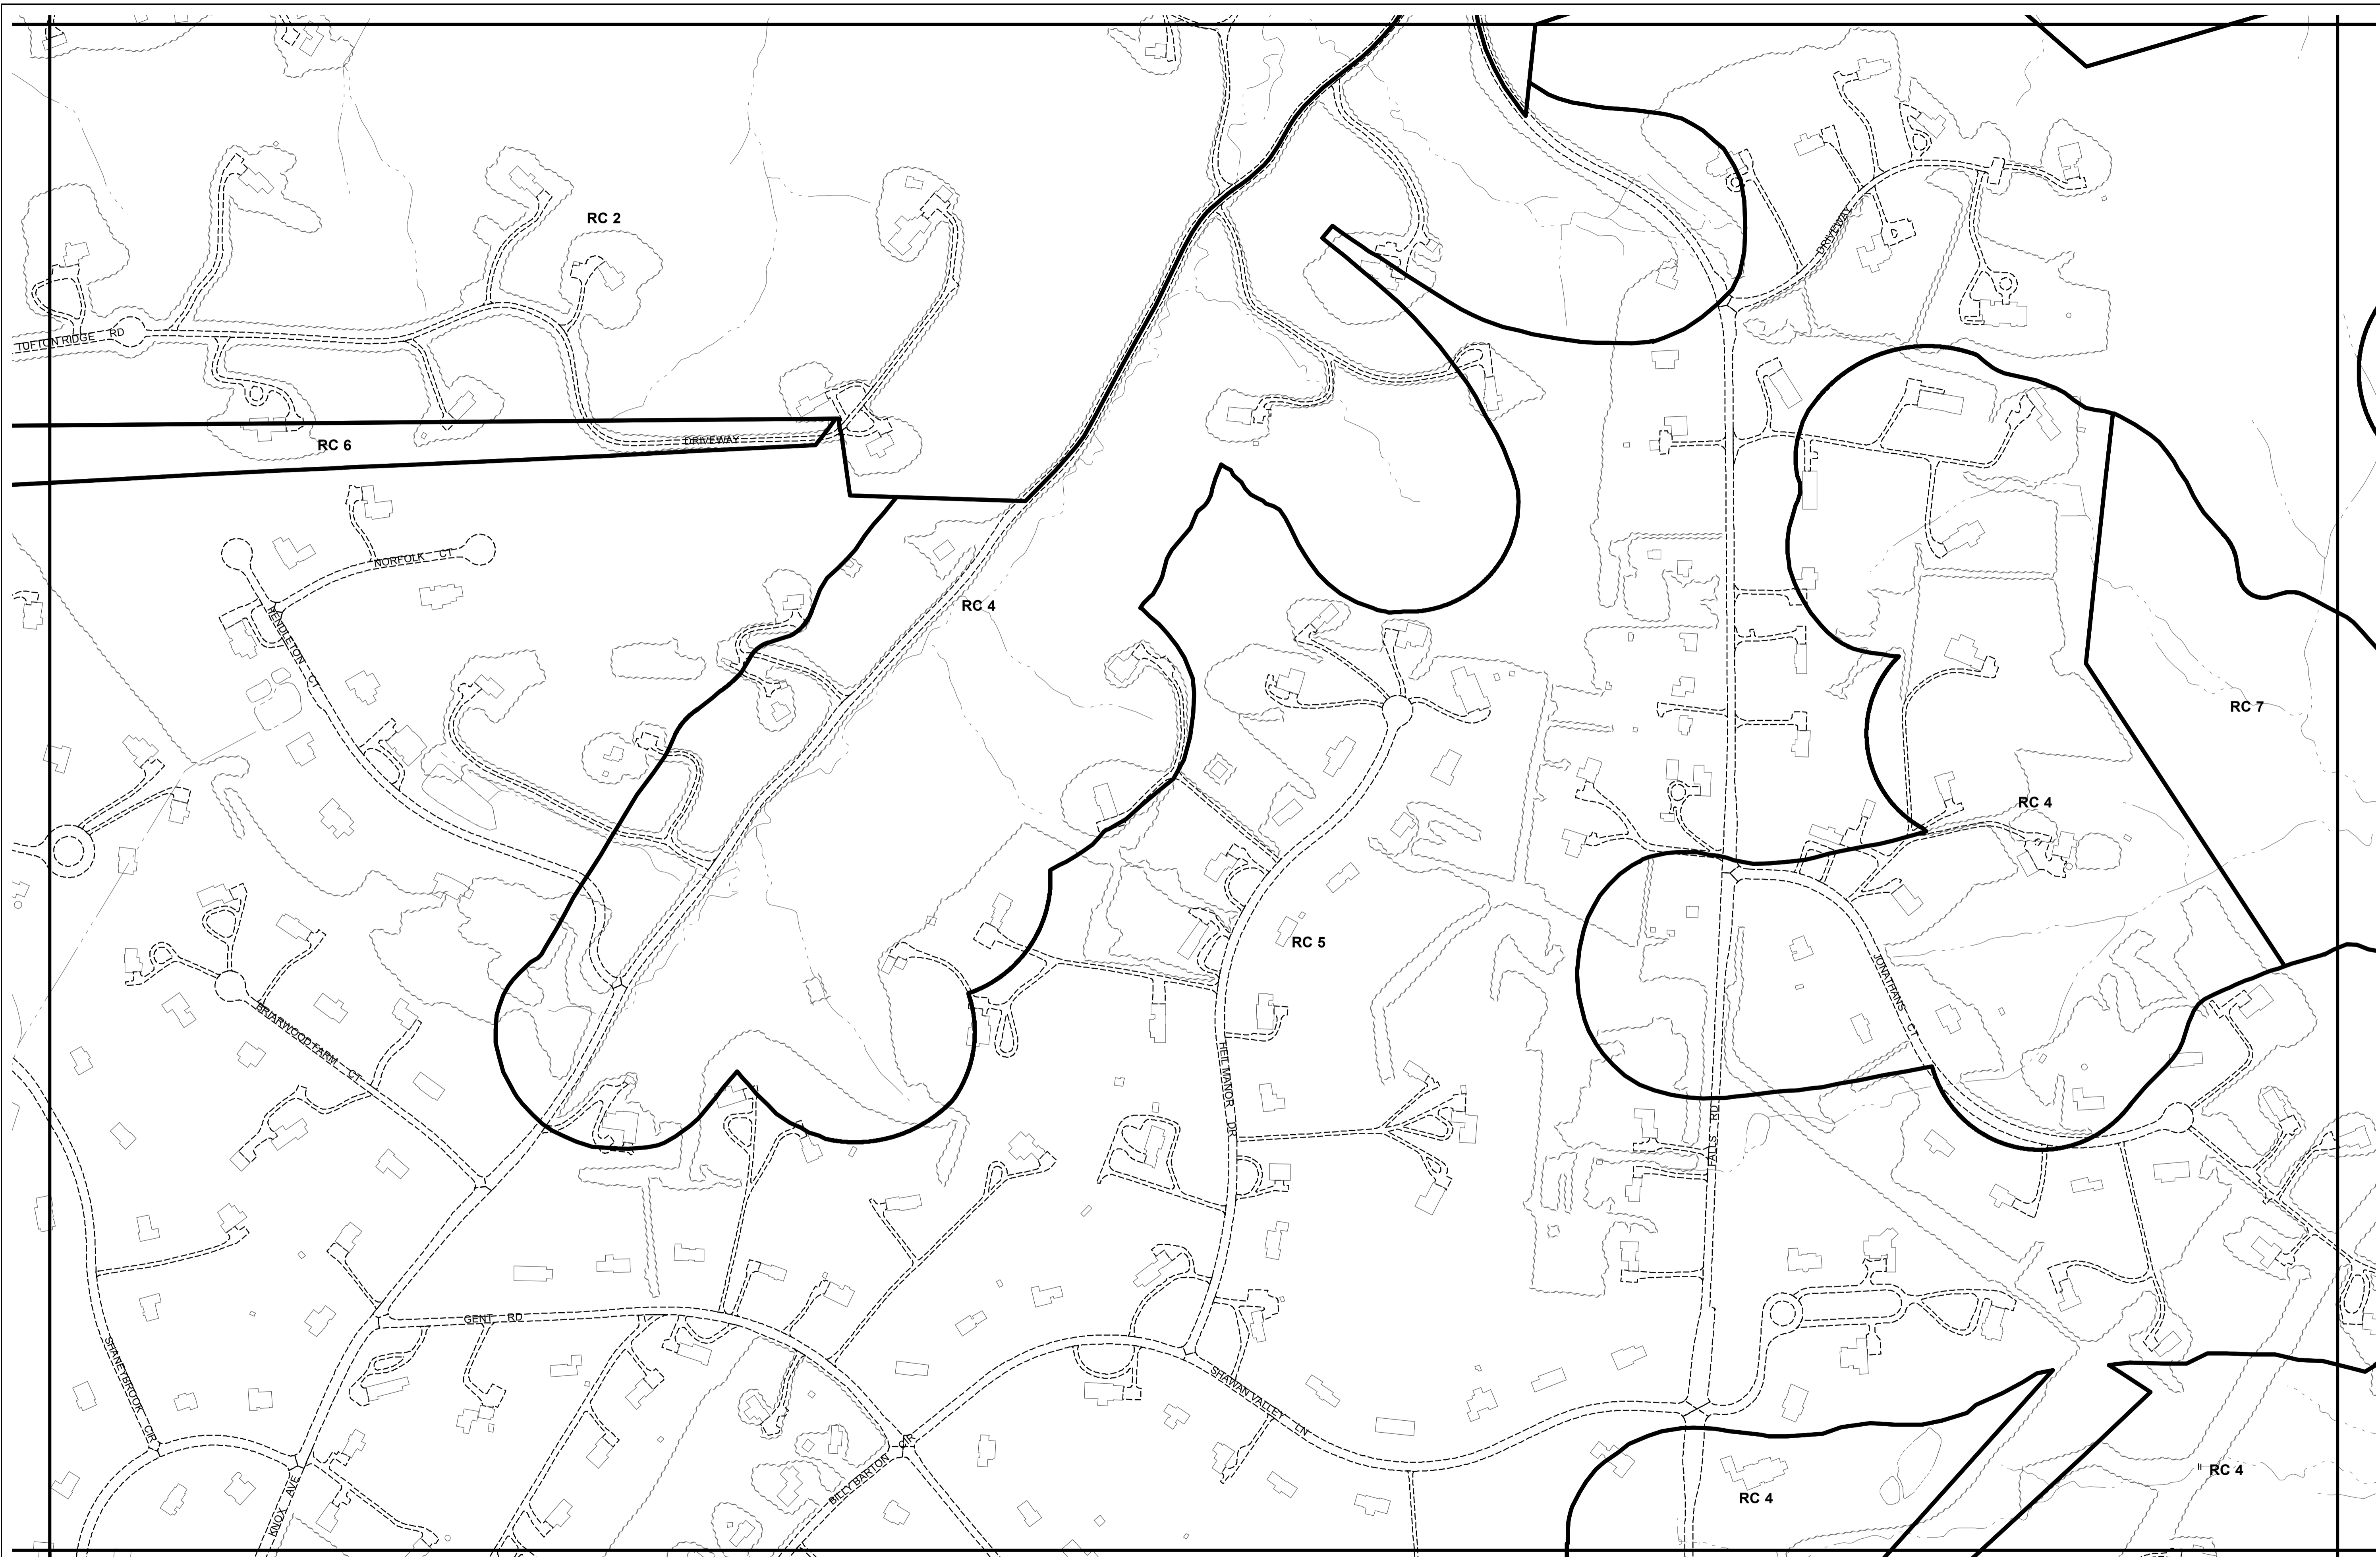 RC 2
DRIVEWAY
TUFTON RIDGE RD
RC 6
DRIVEWAY
NORFOLK CT
RC 4
PENDLETON CT
RC 7
RC 4
RC 5
JONATHANS CT
BRIARWOOD FARM CT
HEIL MANOR DR
FALLS RD
GENT RD
SHANEYBROOK CIR
SHAWAN VALLEY LN
BILLY BARTON CIR
KNOX AVE
RC 4
RC 4